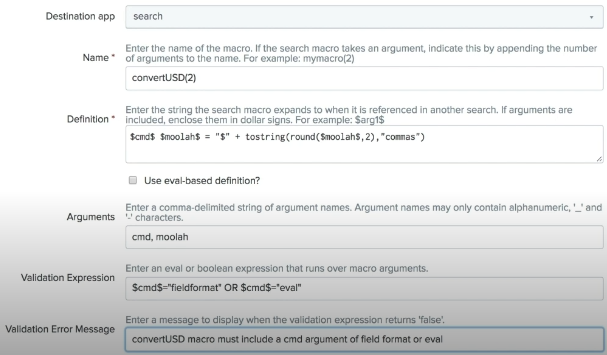 Destination app
search
Enter the name of the macro. If the search macro takes an argument, indicate this by appending the number
Name *
of arguments to the name. For example: mymacro(2)
convertUSD(2)
Enter the string the search macro expands to when it is referenced in another search. If arguments are
Definition *
included, enclose them in dollar signs. For example: $arg1$
$cmd$ $moolah$ = "$" + tostring(round($moolah$,2),"commas")
Use eval-based definition?
Enter a comma-delimited string of argument names. Argument names may only contain alphanumeric, '_' and
Arguments
'-' characters.
cmd, moolah
Enter an eval or boolean expression that runs over macro arguments.
Validation Expression
$cmd$="fieldformat" OR $cmd$="eval"
Enter a message to display when the validation expression returns 'false'.
Validation Error Message
convertUSD macro must include a cmd argument of field format or eval